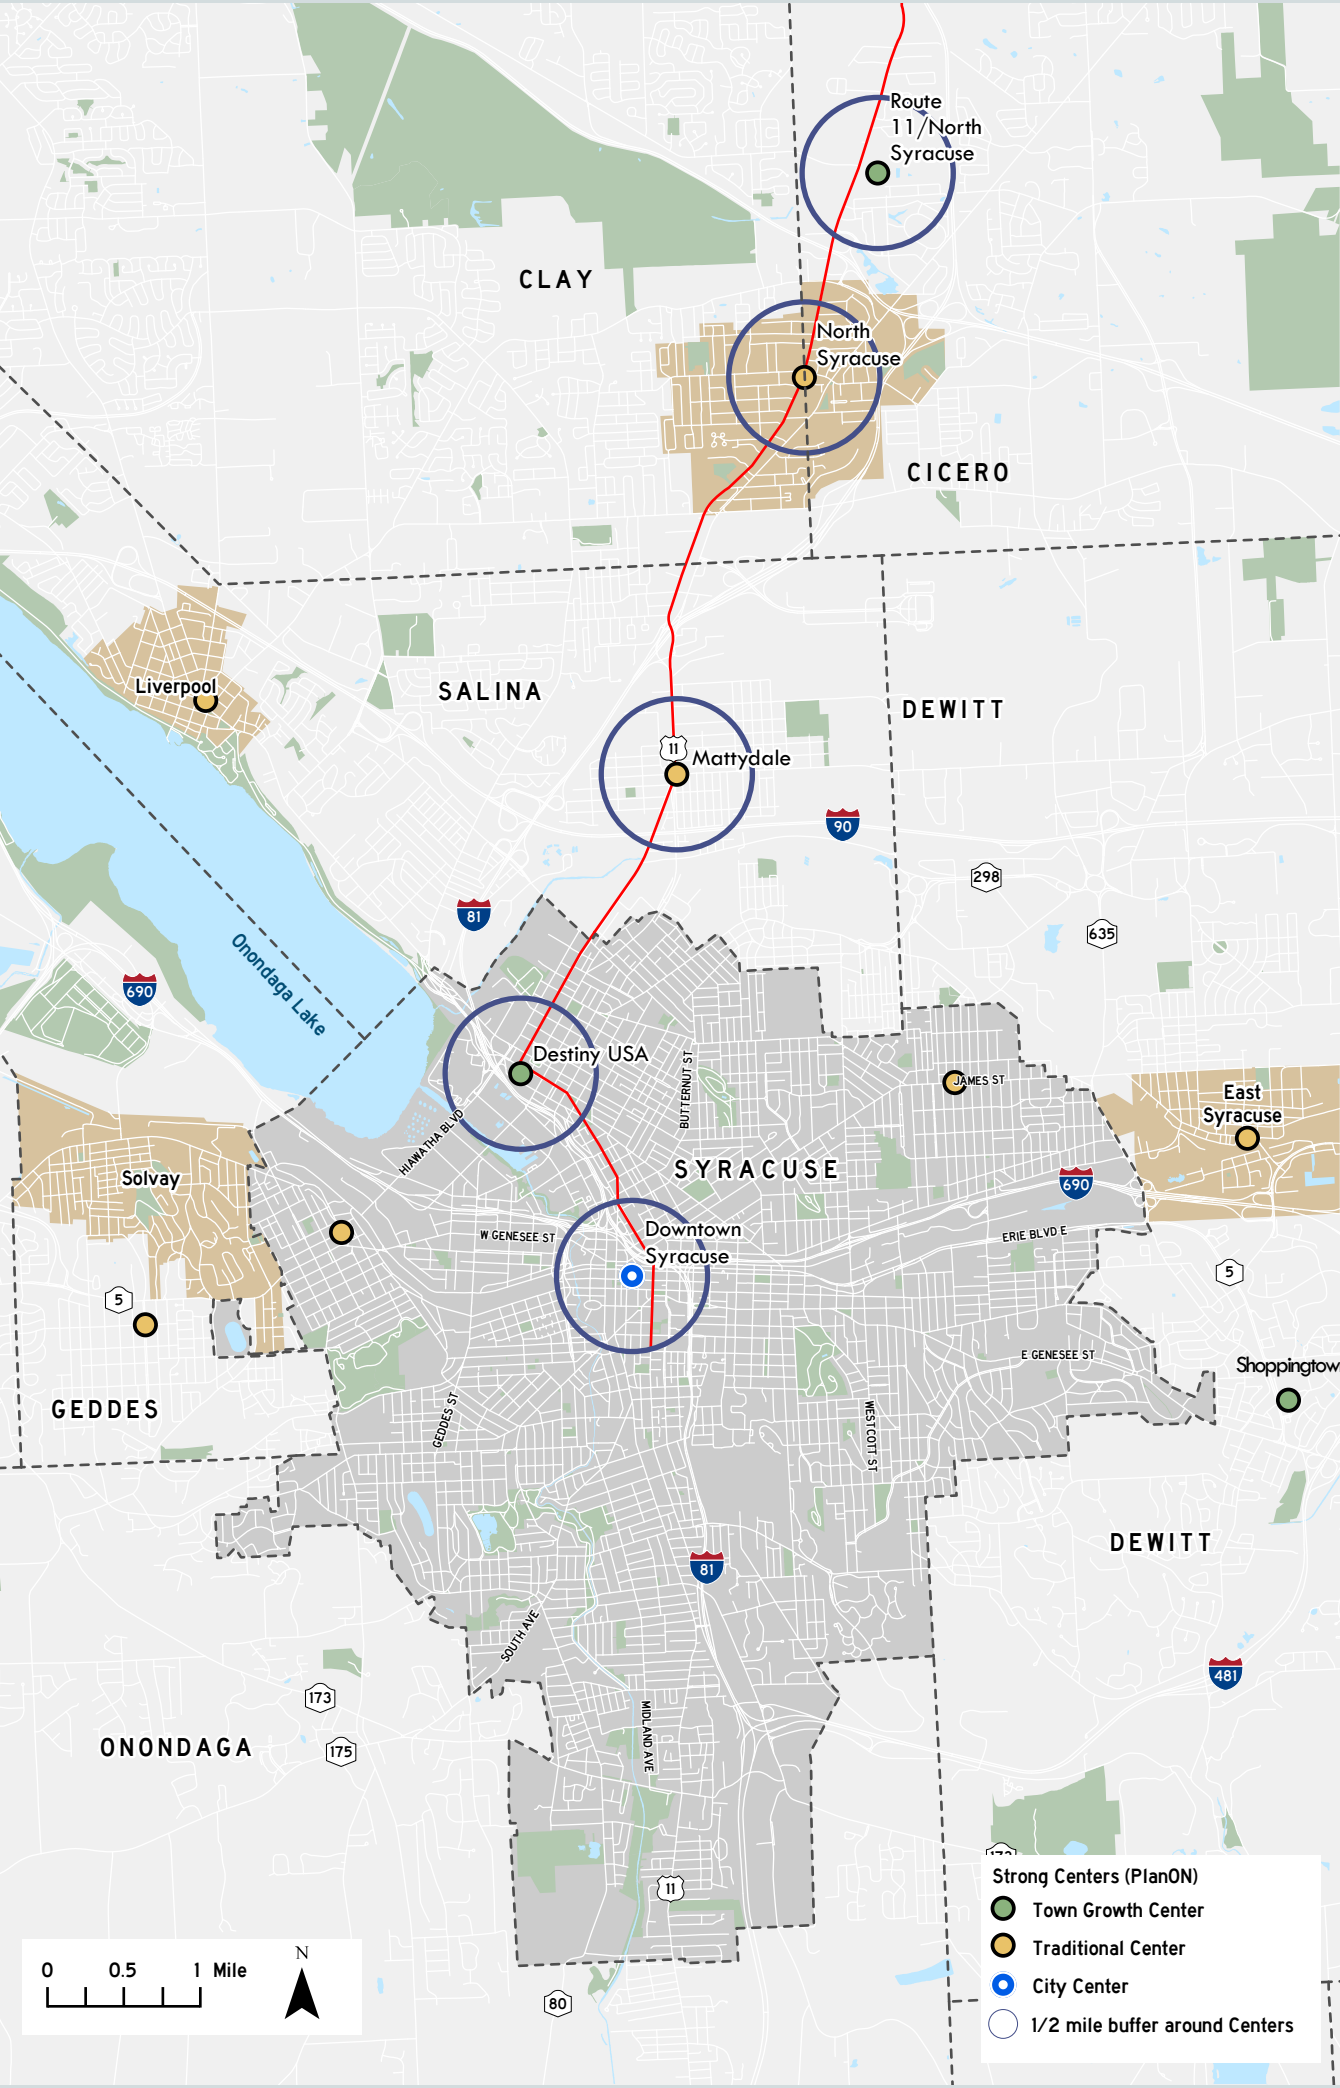 Route
11/North
Syracuse
CLAY
North
Syracuse
CICERO
Liverpool
SALINA
DEWITT
11
Mattydale
90
298
81
635
Onondaga Lake
690
Destiny USA
BUTTERNUT ST
JAMES ST
East
Syracuse
HIAWATHA BLVD
SYRACUSE
Solvay
690
Downtown
Syracuse
W GENESEE ST
ERIE BLVD E
5
5
E GENESEE ST
Shoppingtow
GEDDES
GEDDES ST
WESTCOTT ST
DEWITT
81
SOUTH AVE
481
173
MIDLAND AVE
ONONDAGA
175
173
11
Strong Centers (PlanON)
Town Growth Center
Traditional Center
City Center
1/2 mile buffer around Centers
0 0.5 1 Mile
N
80